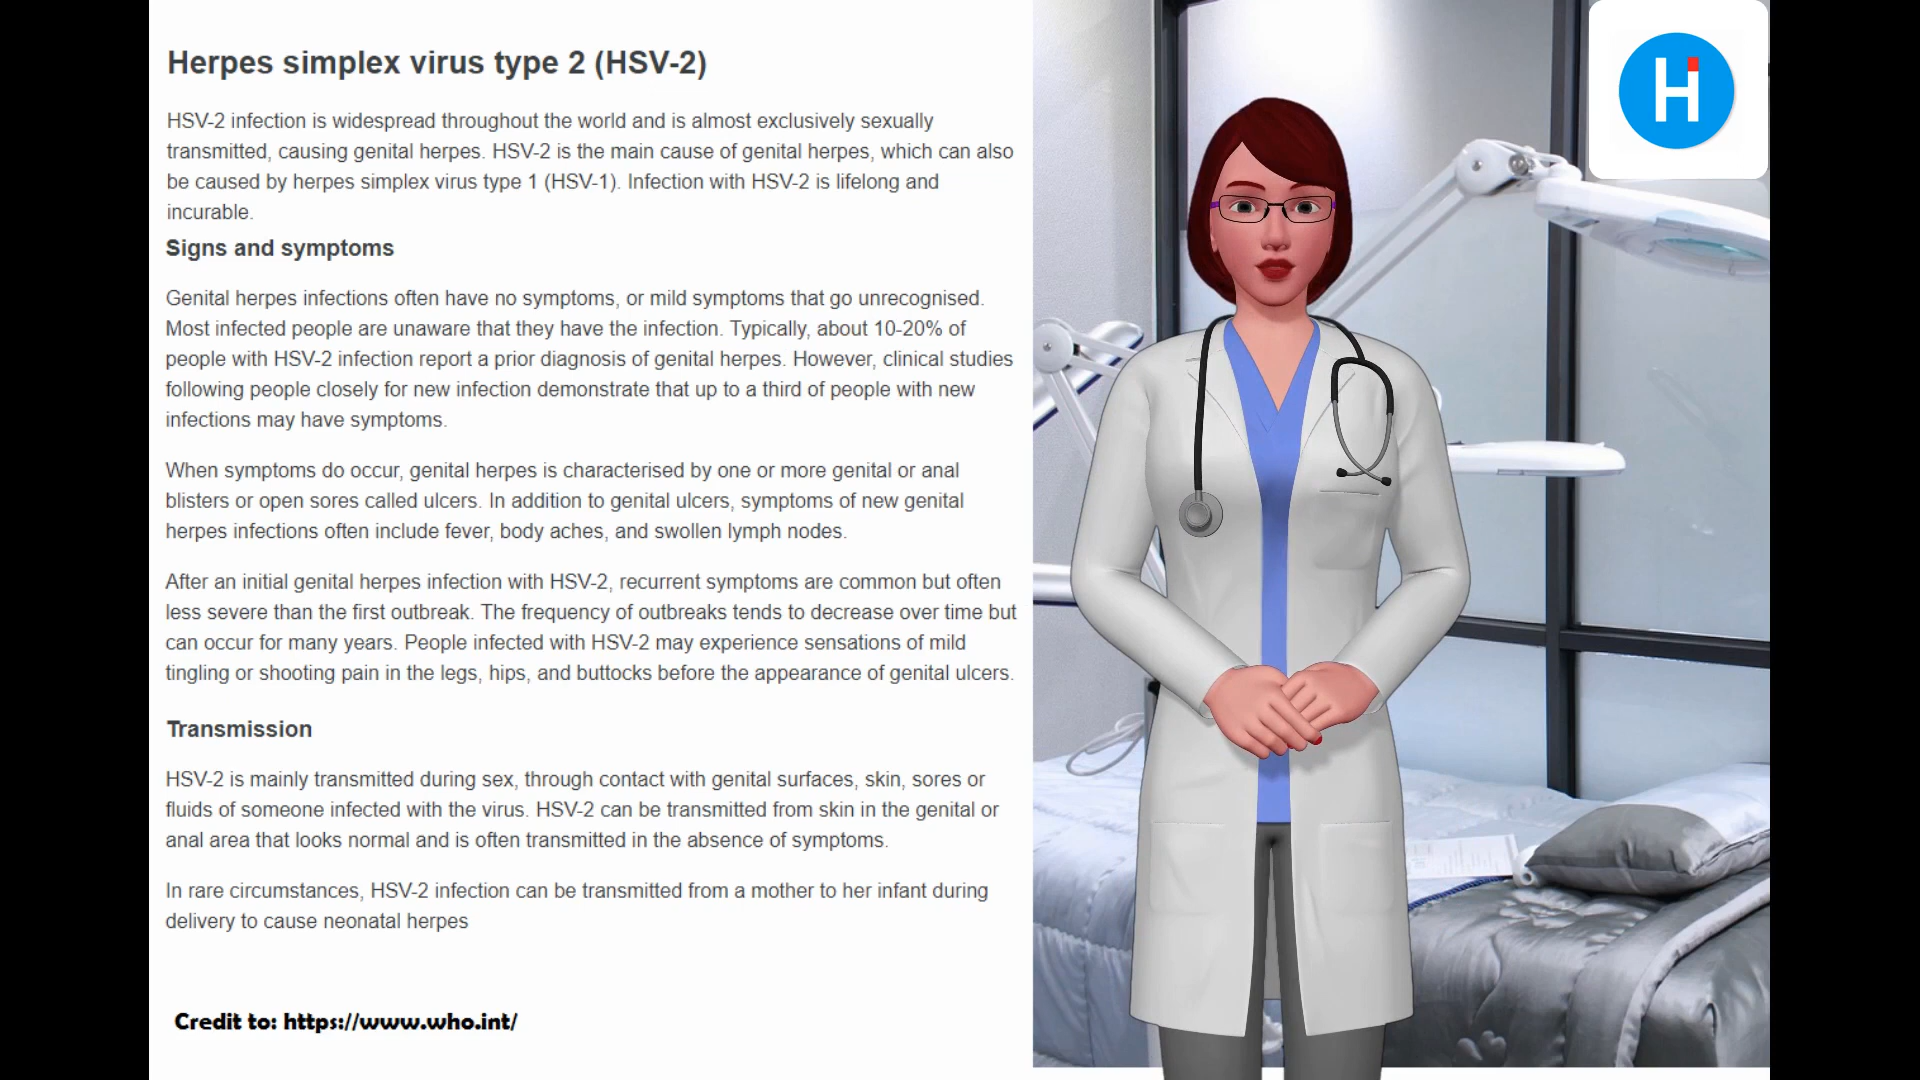 Herpes simplex virus type 2 (HSV-2)
HSV-2 infection is widespread throughout the world and is almost exclusively sexually
transmitted, causing genital herpes. HSV-2 is the main cause of genital herpes, which can also
be caused by herpes simplex virus type 1 (HSV-1). Infection with HSV-2 is lifelong and
incurable.
Signs and symptoms
Genital herpes infections often have no symptoms, or mild symptoms that go unrecognised.
Most infected people are unaware that they have the infection. Typically, about 10-20% of
people with HSV-2 infection report a prior diagnosis of genital herpes. However, clinical studies
following people closely for new infection demonstrate that up to a third of people with new
infections may have symptoms.
When symptoms do occur, genital herpes is characterised by one or more genital or anal
blisters or open sores called ulcers. In addition to genital ulcers, symptoms of new genital
herpes infections often include fever, body aches, and swollen lymph nodes.
After an initial genital herpes infection with HSV-2, recurrent symptoms are common but often
less severe than the first outbreak. The frequency of outbreaks tends to decrease over time but
can occur for many years. People infected with HSV-2 may experience sensations of mild
tingling or shooting pain in the legs, hips, and buttocks before the appearance of genital ulcers.
Transmission
HSV-2 is mainly transmitted during sex, through contact with genital surfaces, skin, sores or
fluids of someone infected with the virus. HSV-2 can be transmitted from skin in the genital or
anal area that looks normal and is often transmitted in the absence of symptoms.
In rare circumstances, HSV-2 infection can be transmitted from a mother to her infant during
delivery to cause neonatal herpes
Credit to: https://www.who.int/
H